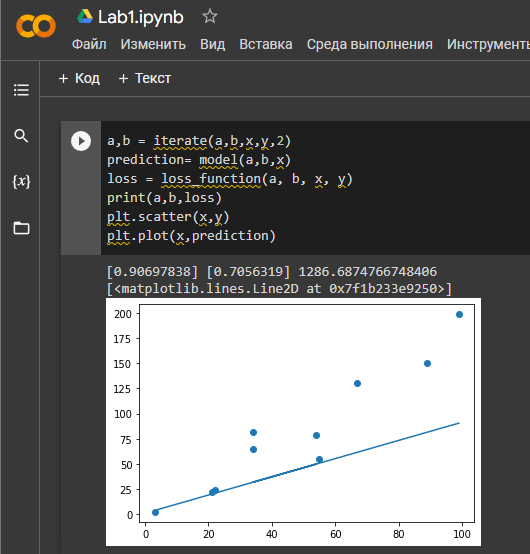 Lab1.ipynb
Файл Изменить Вид Вставка Среда выполнения Инструменты
+ Код + Текст
{x}
a,b = iterate(a,b,x,y,2)
prediction= model(a,b,x)
loss = loss_function(a, b, x, y)
print(a,b,loss)
plt.scatter(x,y)
plt.plot(x,prediction)
[0.90697838] [0.7056319] 1286.6874766748406
[<matplotlib.lines.Line2D at 0x7f1b233e9250>]
200
175
150
125
100
75
50
25
0
0 20 40 60 80 100